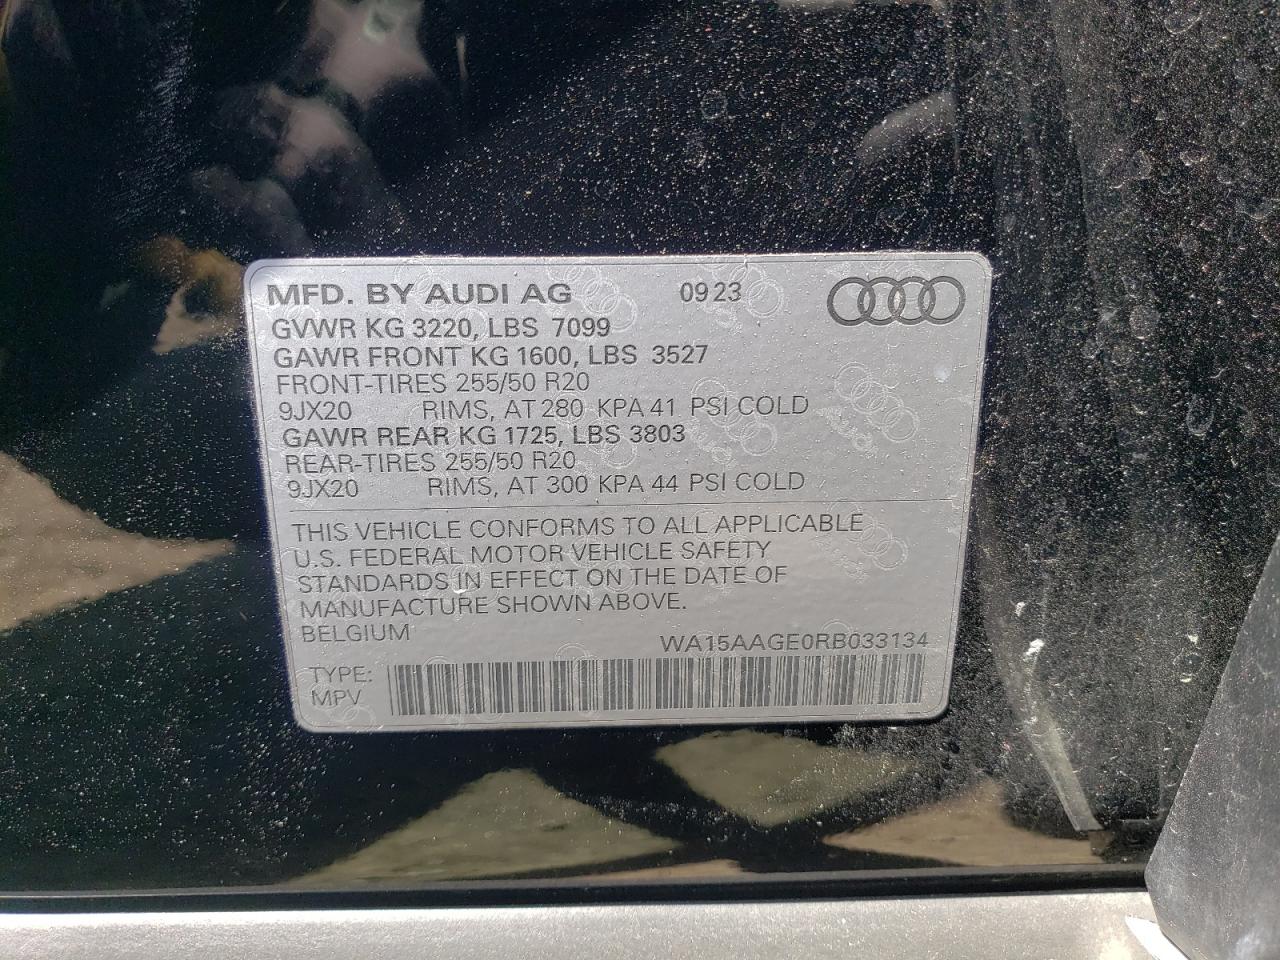 MFD. BY AUDI AG 09 23
GVWR KG 3220, LBS 7099
GAWR FRONT KG 1600, LBS 3527
FRONT-TIRES 255/50 R20
9JX20 RIMS, AT 280 KPA 41 PSI COLD
GAWR REAR KG 1725, LBS 3803
REAR-TIRES 255/50 R20
9JX20 RIMS, AT 300 KPA 44 PSI COLD
THIS VEHICLE CONFORMS TO ALL APPLICABLE
U.S. FEDERAL MOTOR VEHICLE SAFETY
STANDARDS IN EFFECT ON THE DATE OF
MANUFACTURE SHOWN ABOVE.
BELGIUM
WA15AAGE0RB033134
TYPE:
MPV